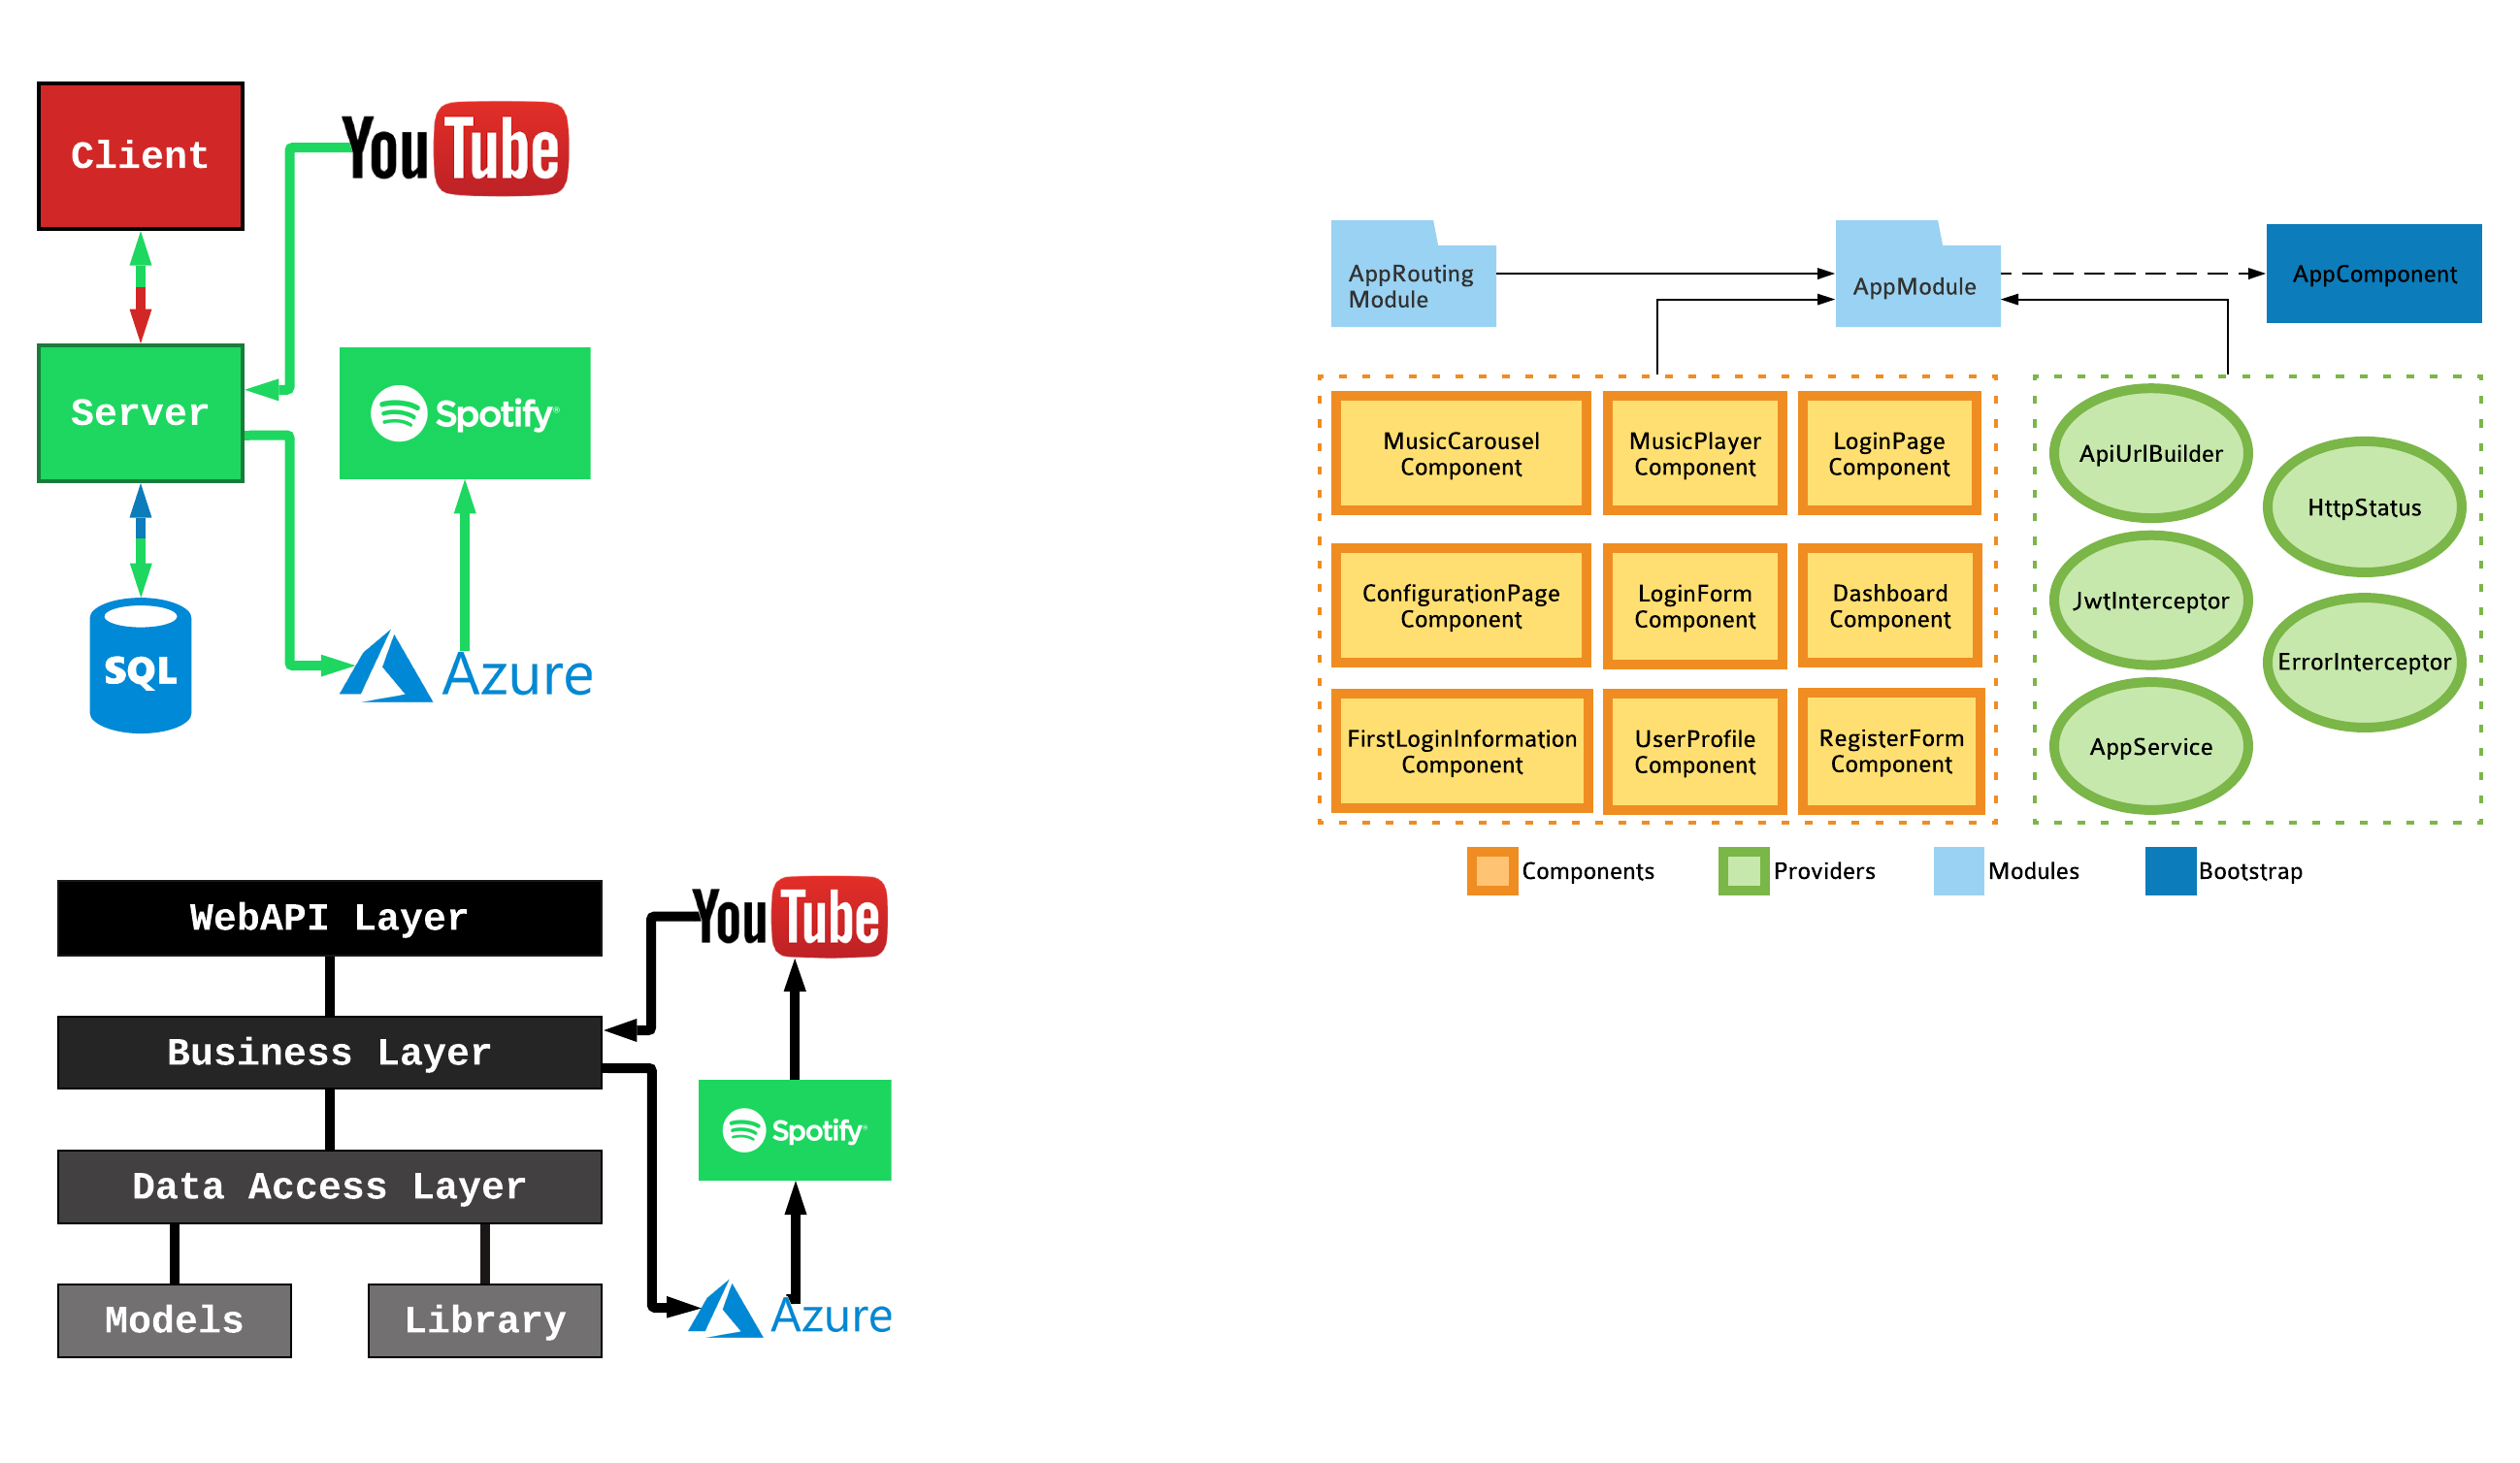 Client
YouTube
Server
Spotify®
SQL
Azure
WebAPI Layer
YouTube
Business Layer
Spotify®
Data Access Layer
Models
Library
Azure
AppRouting
Module
AppModule
AppComponent
MusicCarousel
Component
MusicPlayer
Component
LoginPage
Component
ConfigurationPage
Component
LoginForm
Component
Dashboard
Component
FirstLoginInformation
Component
UserProfile
Component
RegisterForm
Component
ApiUrlBuilder
HttpStatus
JwtInterceptor
ErrorInterceptor
AppService
Components
Providers
Modules
Bootstrap